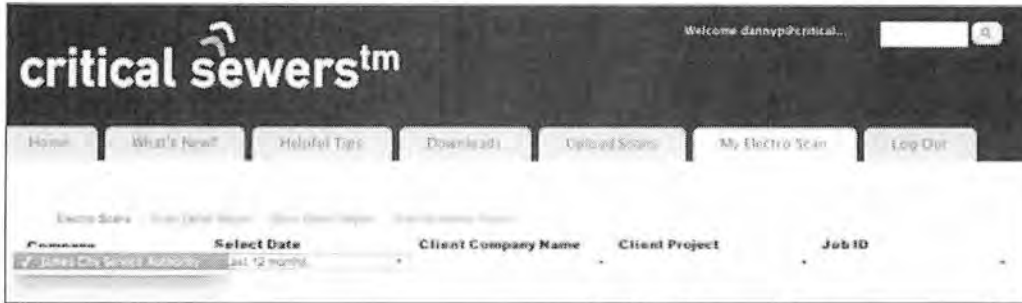 Welcome dannyp@critical...
critical sewers™
Home What's New? Helpful Tips Downloads Upload Scans My Electro Scan Log Out
Electro Scans
Company Select Date Client Company Name Client Project Job ID
✓ James City Service Authority Last 12 months